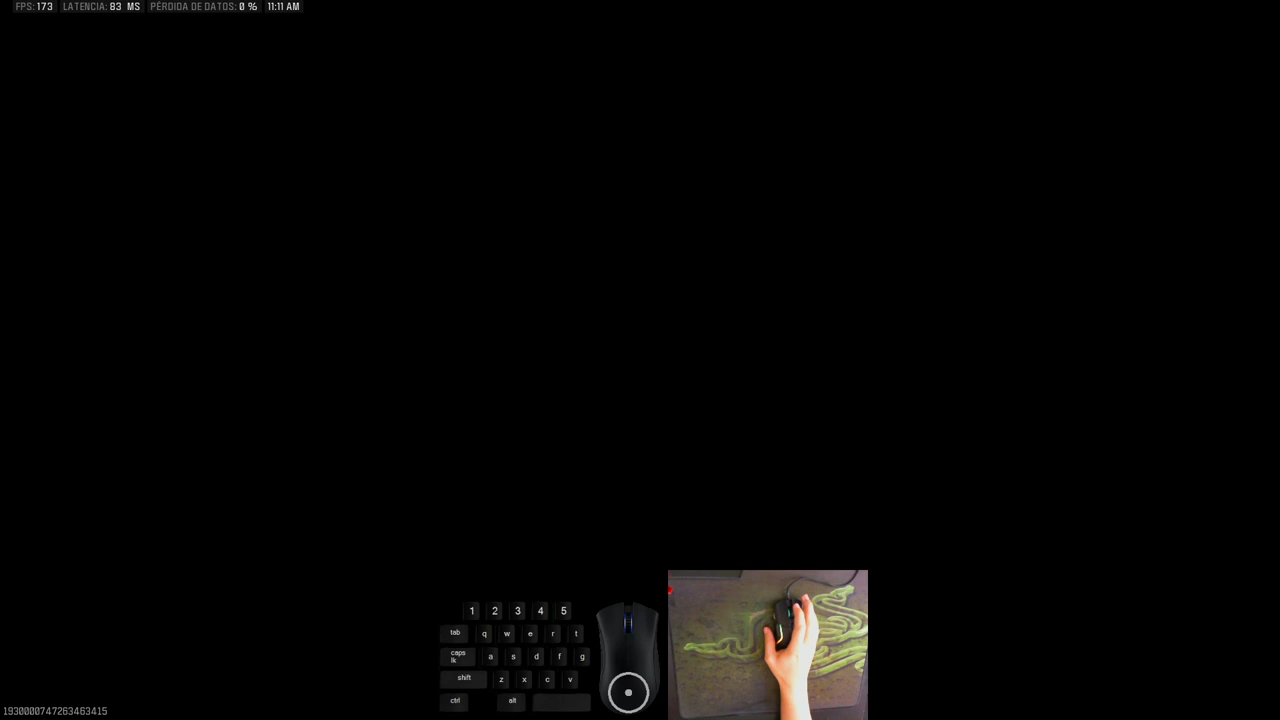 FPS: 173 LATENCIA: 83 MS PÉRDIDA DE DATOS: 0 % 11:11 AM
1 2 3 4 5
tab q w e r t
caps lk a s d f g
shift z x c v
ctrl alt
1930000747263463415